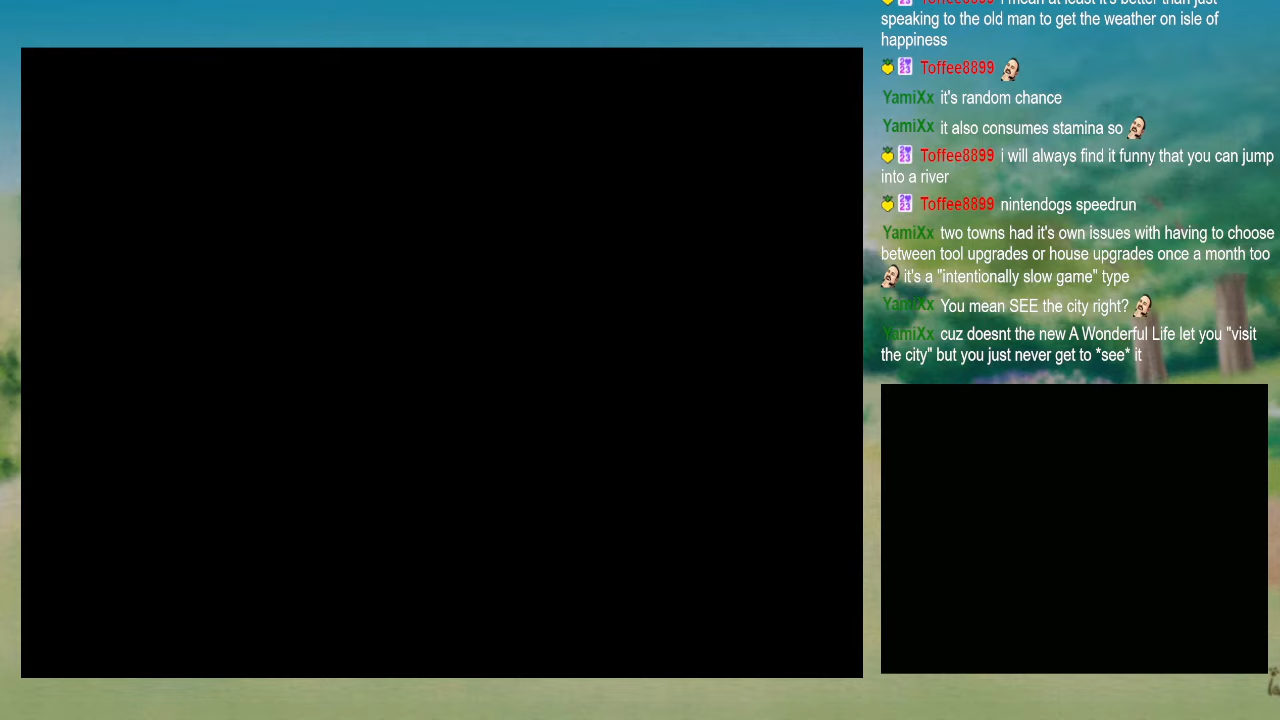 Toffee8899 I mean at least it's better than just
speaking to the old man to get the weather on isle of
happiness
Toffee8899
YamiXx it's random chance
YamiXx it also consumes stamina so
Toffee8899 i will always find it funny that you can jump
into a river
Toffee8899 nintendogs speedrun
YamiXx two towns had it's own issues with having to choose
between tool upgrades or house upgrades once a month too
it's a "intentionally slow game" type
YamiXx You mean SEE the city right?
YamiXx cuz doesnt the new A Wonderful Life let you "visit
the city" but you just never get to *see* it